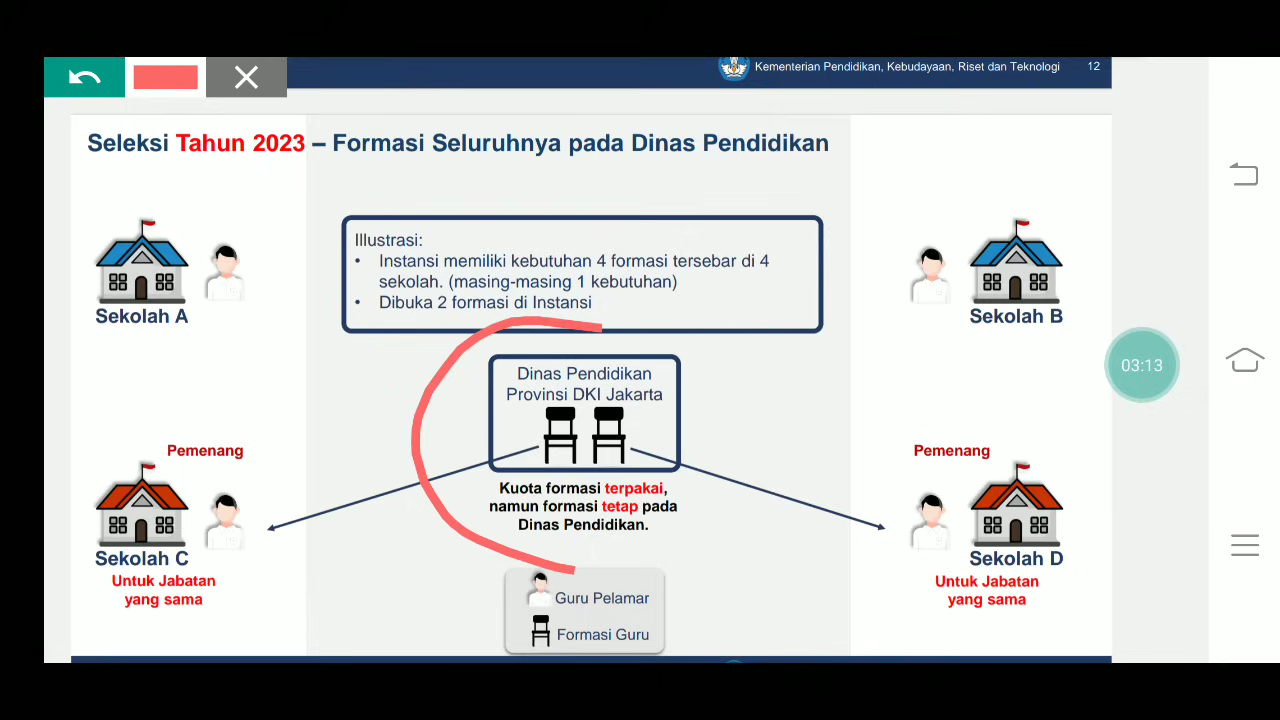 Kementerian Pendidikan, Kebudayaan, Riset dan Teknologi 12
Seleksi Tahun 2023 – Formasi Seluruhnya pada Dinas Pendidikan
Illustrasi:
• Instansi memiliki kebutuhan 4 formasi tersebar di 4
sekolah. (masing-masing 1 kebutuhan)
• Dibuka 2 formasi di Instansi
Sekolah A
Sekolah B
Dinas Pendidikan
Provinsi DKI Jakarta
03:13
Pemenang
Pemenang
Kuota formasi terpakai,
namun formasi tetap pada
Dinas Pendidikan.
Sekolah C
Untuk Jabatan
yang sama
Sekolah D
Untuk Jabatan
yang sama
Guru Pelamar
Formasi Guru